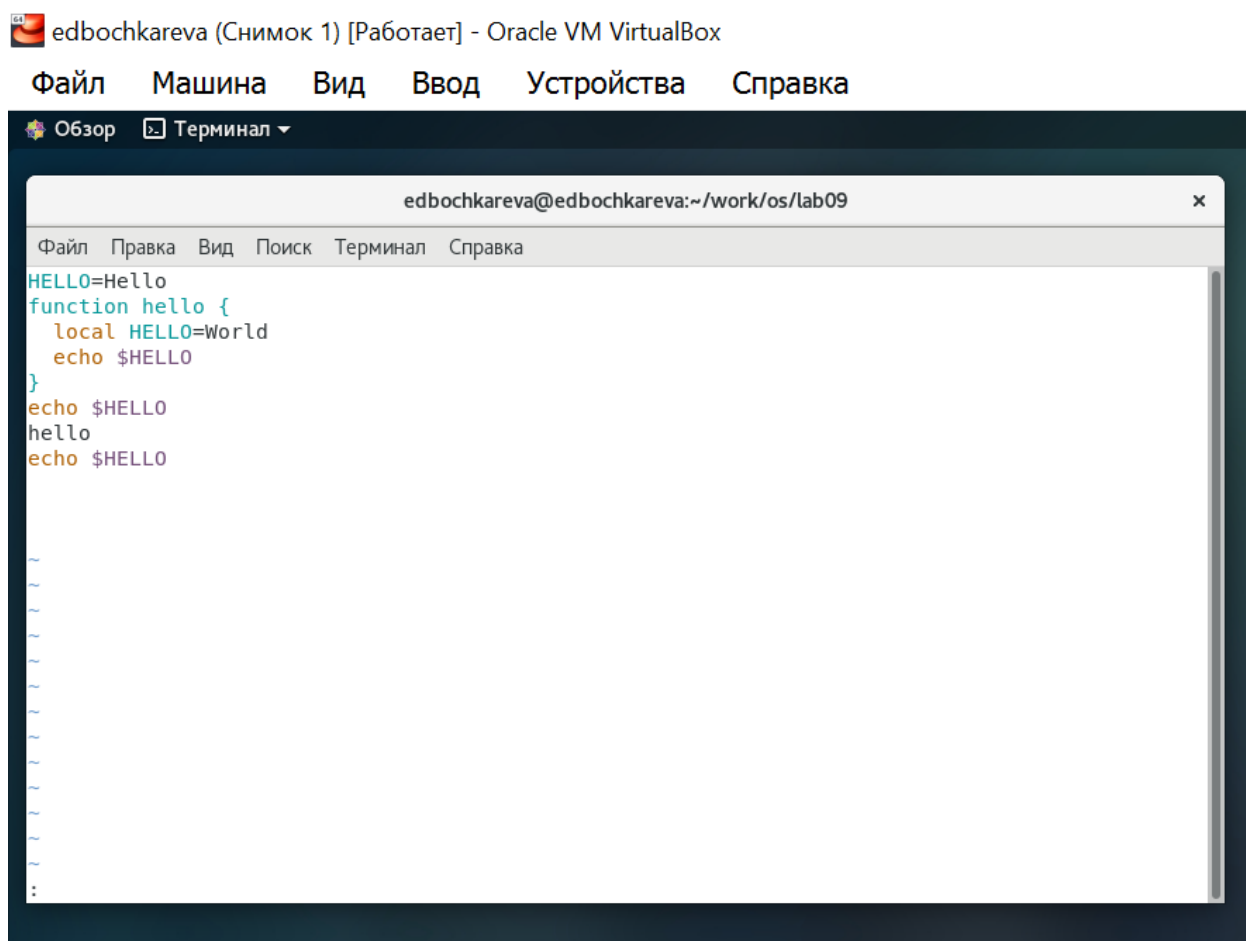 64
edbochkareva (Снимок 1) [Работает] - Oracle VM VirtualBox
Файл Машина Вид Ввод Устройства Справка
Обзор Терминал
edbochkareva@edbochkareva:~/work/os/lab09
Файл Правка Вид Поиск Терминал Справка
HELLO=Hello
function hello {
  local HELLO=World
  echo $HELLO
}
echo $HELLO
hello
echo $HELLO
~
~
~
~
~
~
~
~
~
~
~
~
~
: